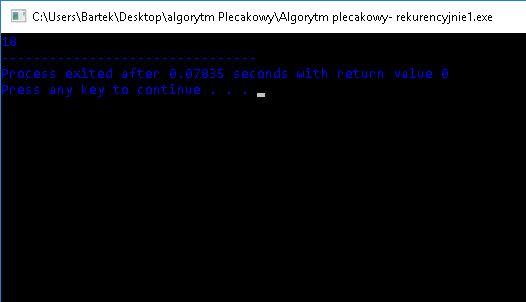 C:\Users\Bartek\Desktop\algorytm Plecakowy\Algorytm plecakowy- rekurencyjnie1.exe
10
--------------------------------
Process exited after 0.07035 seconds with return value 0
Press any key to continue . . .